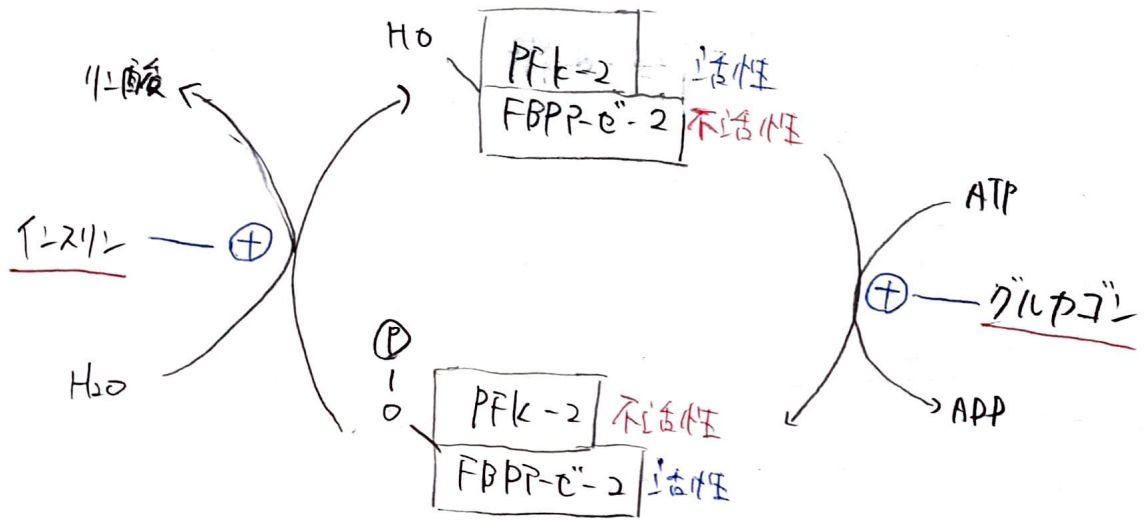 HO
PFK-2 活性
FBPアーゼ-2 不活性
リン酸
ATP
インスリン ＋
＋ グルカゴン
P
O
H₂O
PFK-2 不活性
FBPアーゼ-2 活性
ADP